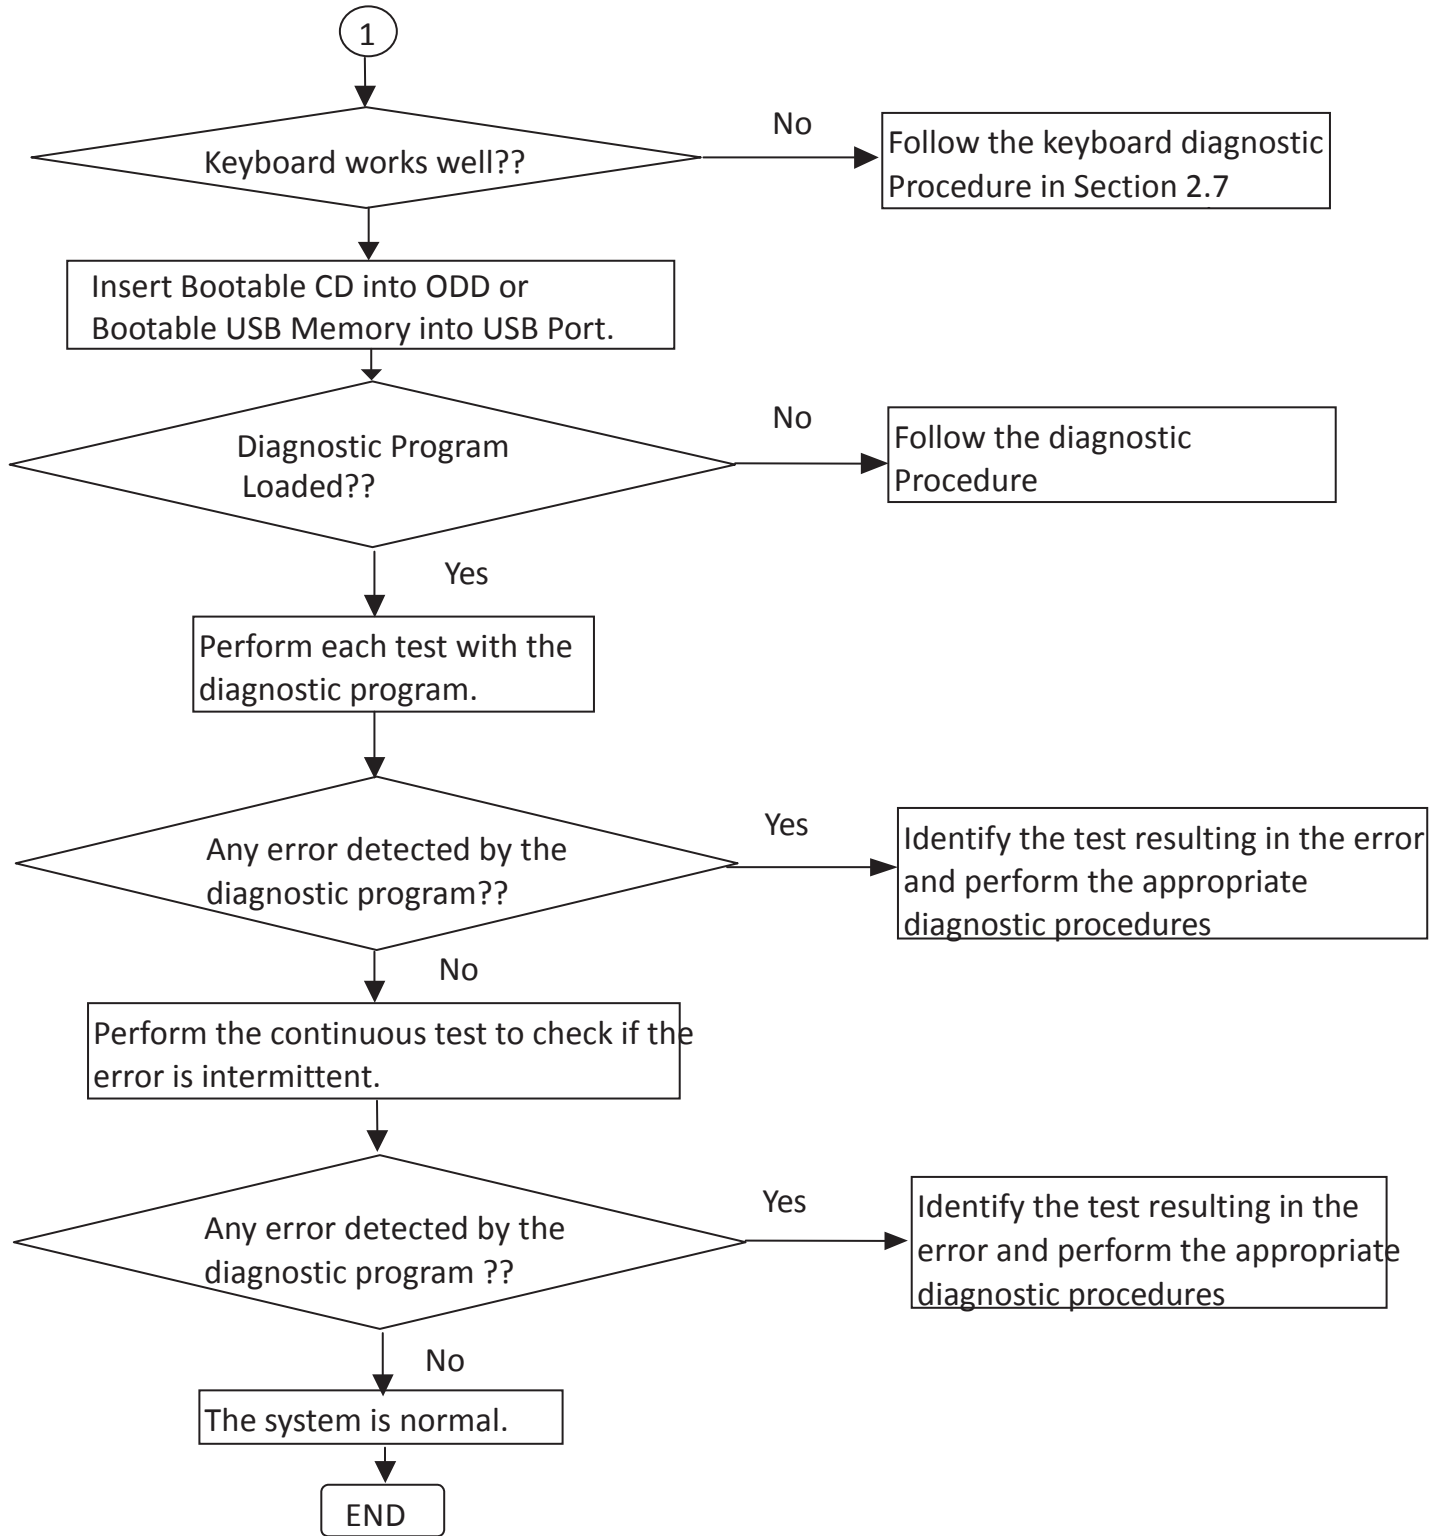 1
Keyboard works well??
No
Follow the keyboard diagnostic
Procedure in Section 2.7
Insert Bootable CD into ODD or
Bootable USB Memory into USB Port.
Diagnostic Program
Loaded??
No
Follow the diagnostic
Procedure
Yes
Perform each test with the
diagnostic program.
Any error detected by the
diagnostic program??
Yes
Identify the test resulting in the error
and perform the appropriate
diagnostic procedures
No
Perform the continuous test to check if the
error is intermittent.
Any error detected by the
diagnostic program ??
Yes
Identify the test resulting in the
error and perform the appropriate
diagnostic procedures
No
The system is normal.
END